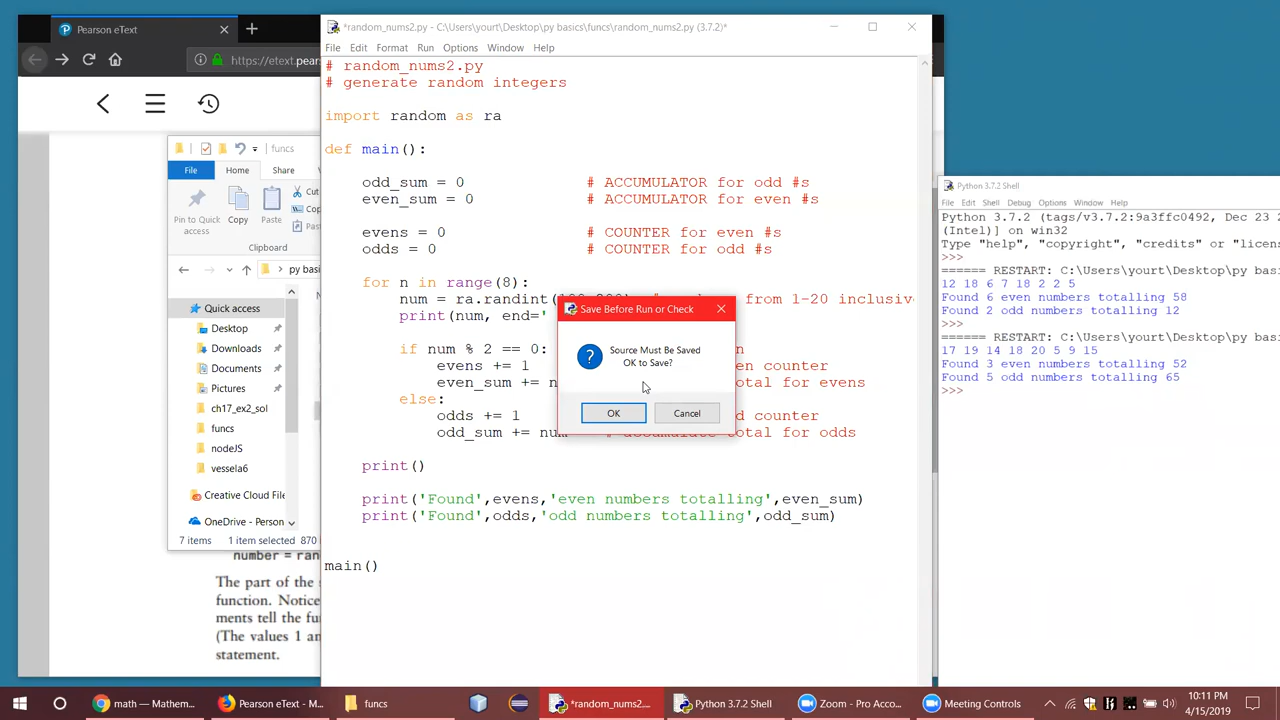 Pearson eText
https://etext.pears
funcs
File
Home
Share
Pin to Quick access
Copy
Paste
Cut
Clipboard
py basi
Quick access
Desktop
Downloads
Documents
Pictures
ch17_ex2_sol
funcs
nodeJS
vessela6
Creative Cloud File
OneDrive - Person
7 items 1 item selected 870
number = ran
The part of the s
function. Notice
ments tell the fu
(The values 1 an
statement.
*random_nums2.py - C:\Users\yourt\Desktop\py basics\funcs\random_nums2.py (3.7.2)*
File Edit Format Run Options Window Help
# random_nums2.py
# generate random integers
import random as ra
def main():
odd_sum = 0 # ACCUMULATOR for odd #s
even_sum = 0 # ACCUMULATOR for even #s
evens = 0 # COUNTER for even #s
odds = 0 # COUNTER for odd #s
for n in range(8):
num = ra.randint( from 1-20 inclusive
print(num, end='
if num % 2 == 0:
evens += 1 counter
even_sum += n total for evens
else:
odds += 1 d counter
odd_sum += num # accumulate total for odds
print()
print('Found',evens,'even numbers totalling',even_sum)
print('Found',odds,'odd numbers totalling',odd_sum)
main()
Save Before Run or Check
Source Must Be Saved
OK to Save?
OK Cancel
Python 3.7.2 Shell
File Edit Shell Debug Options Window Help
Python 3.7.2 (tags/v3.7.2:9a3ffc0492, Dec 23 2
(Intel)] on win32
Type "help", "copyright", "credits" or "licens
>>>
====== RESTART: C:\Users\yourt\Desktop\py basi
12 18 6 7 18 2 2 5
Found 6 even numbers totalling 58
Found 2 odd numbers totalling 12
>>>
====== RESTART: C:\Users\yourt\Desktop\py basi
17 19 14 18 20 5 9 15
Found 3 even numbers totalling 52
Found 5 odd numbers totalling 65
>>>
math — Mathem...
Pearson eText - M...
funcs
*random_nums2,...
Python 3.7.2 Shell
Zoom - Pro Acco...
Meeting Controls
10:11 PM
4/15/2019